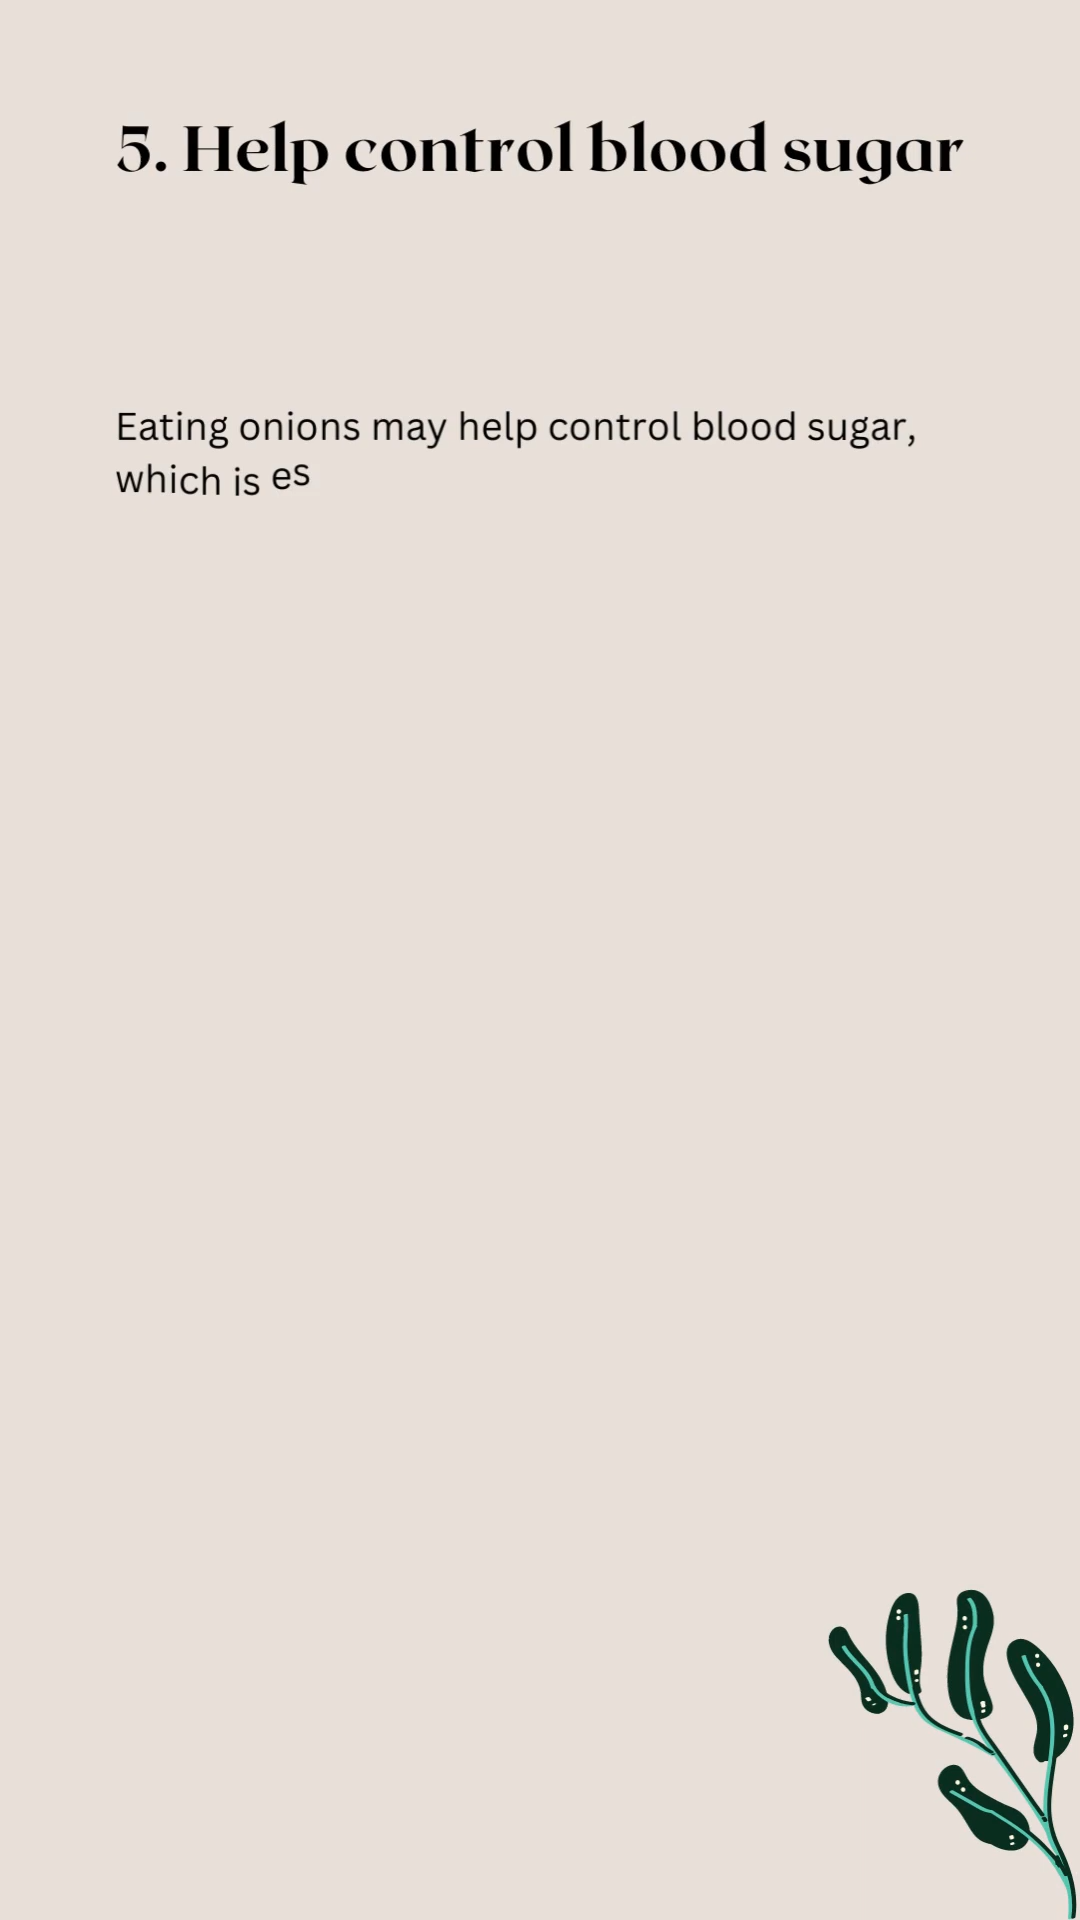 5. Help control blood sugar
Eating onions may help control blood sugar,
which is es